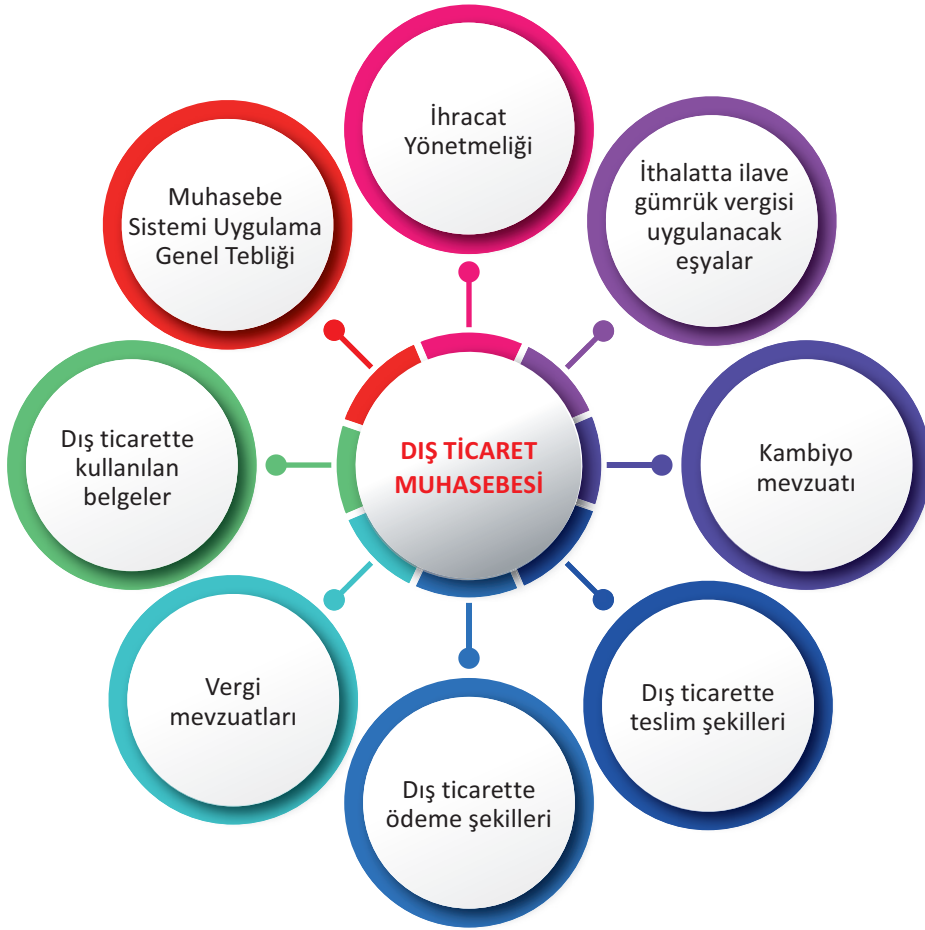 İhracat
Yönetmeliği
İthalatta ilave
gümrük vergisi
uygulanacak
eşyalar
Kambiyo
mevzuatı
Dış ticarette
teslim şekilleri
Dış ticarette
ödeme şekilleri
Vergi
mevzuatları
Dış ticarette
kullanılan
belgeler
Muhasebe
Sistemi Uygulama
Genel Tebliği
DIŞ TİCARET
MUHASEBESİ